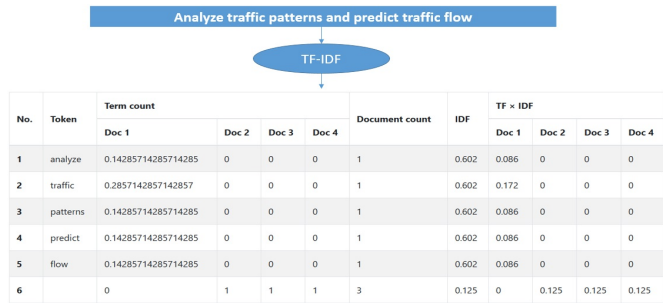 Analyze traffic patterns and predict traffic flow
TF-IDF
No. Token Term count Document count IDF TF × IDF
Doc 1 Doc 2 Doc 3 Doc 4 Doc 1 Doc 2 Doc 3 Doc 4
1 analyze 0.14285714285714285 0 0 0 1 0.602 0.086 0 0 0
2 traffic 0.2857142857142857 0 0 0 1 0.602 0.172 0 0 0
3 patterns 0.14285714285714285 0 0 0 1 0.602 0.086 0 0 0
4 predict 0.14285714285714285 0 0 0 1 0.602 0.086 0 0 0
5 flow 0.14285714285714285 0 0 0 1 0.602 0.086 0 0 0
6 0 1 1 1 3 0.125 0 0.125 0.125 0.125